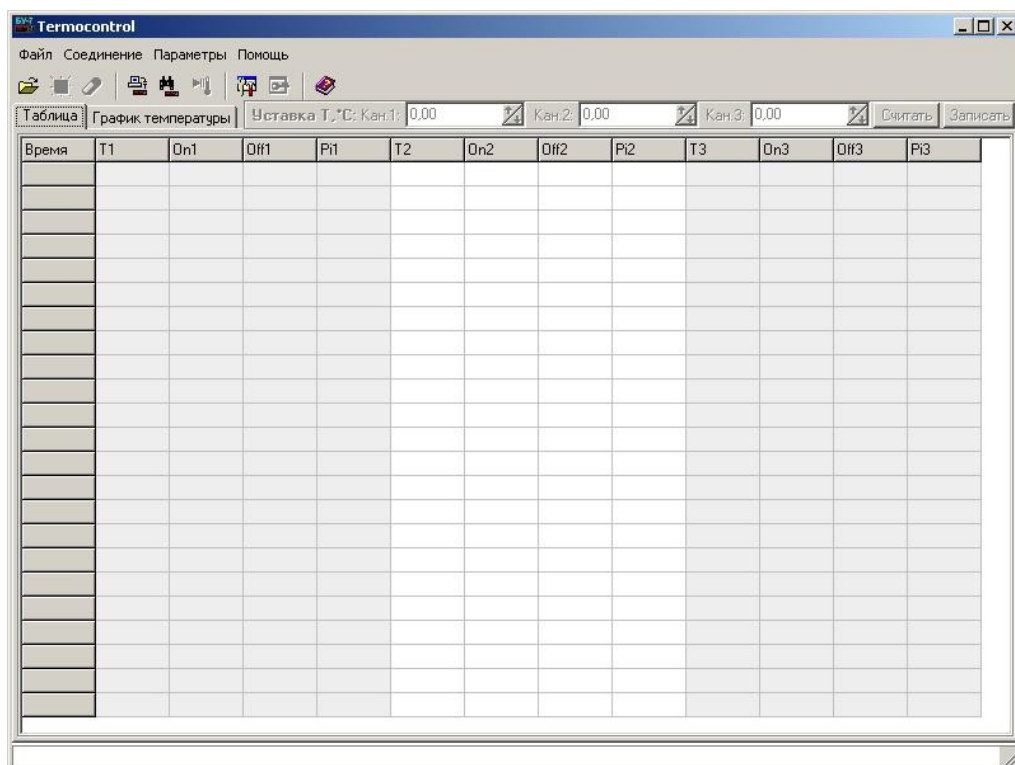 Termocontrol
Файл Соединение Параметры Помощь
Таблица График температуры Уставка Т,°C: Кан.1: 0,00 Кан.2: 0,00 Кан.3: 0,00 Считать Записать
Время T1 On1 Off1 Pi1 T2 On2 Off2 Pi2 T3 On3 Off3 Pi3